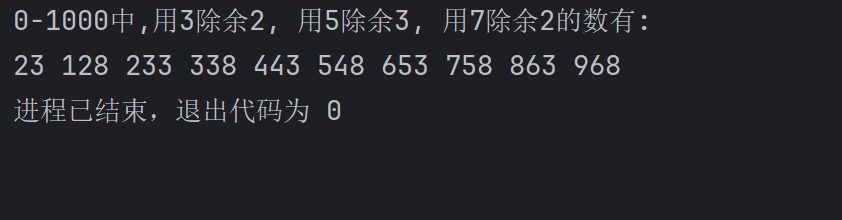 0-1000中,用3除余2, 用5除余3, 用7除余2的数有:
23 128 233 338 443 548 653 758 863 968
进程已结束，退出代码为 0